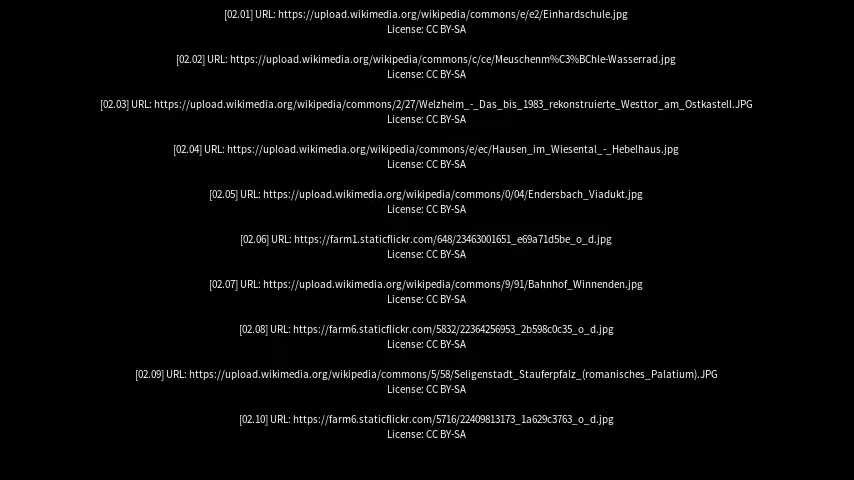 [02.01] URL: https://upload.wikimedia.org/wikipedia/commons/e/e2/Einhardschule.jpg
License: CC BY-SA
[02.02] URL: https://upload.wikimedia.org/wikipedia/commons/c/ce/Meuschenm%C3%BChle-Wasserrad.jpg
License: CC BY-SA
[02.03] URL: https://upload.wikimedia.org/wikipedia/commons/2/27/Welzheim_-_Das_bis_1983_rekonstruierte_Westtor_am_Ostkastell.JPG
License: CC BY-SA
[02.04] URL: https://upload.wikimedia.org/wikipedia/commons/e/ec/Hausen_im_Wiesental_-_Hebelhaus.jpg
License: CC BY-SA
[02.05] URL: https://upload.wikimedia.org/wikipedia/commons/0/04/Endersbach_Viadukt.jpg
License: CC BY-SA
[02.06] URL: https://farm1.staticflickr.com/648/23463001651_e69a71d5be_o_d.jpg
License: CC BY-SA
[02.07] URL: https://upload.wikimedia.org/wikipedia/commons/9/91/Bahnhof_Winnenden.jpg
License: CC BY-SA
[02.08] URL: https://farm6.staticflickr.com/5832/22364256953_2b598c0c35_o_d.jpg
License: CC BY-SA
[02.09] URL: https://upload.wikimedia.org/wikipedia/commons/5/58/Seligenstadt_Stauferpfalz_(romanisches_Palatium).JPG
License: CC BY-SA
[02.10] URL: https://farm6.staticflickr.com/5716/22409813173_1a629c3763_o_d.jpg
License: CC BY-SA